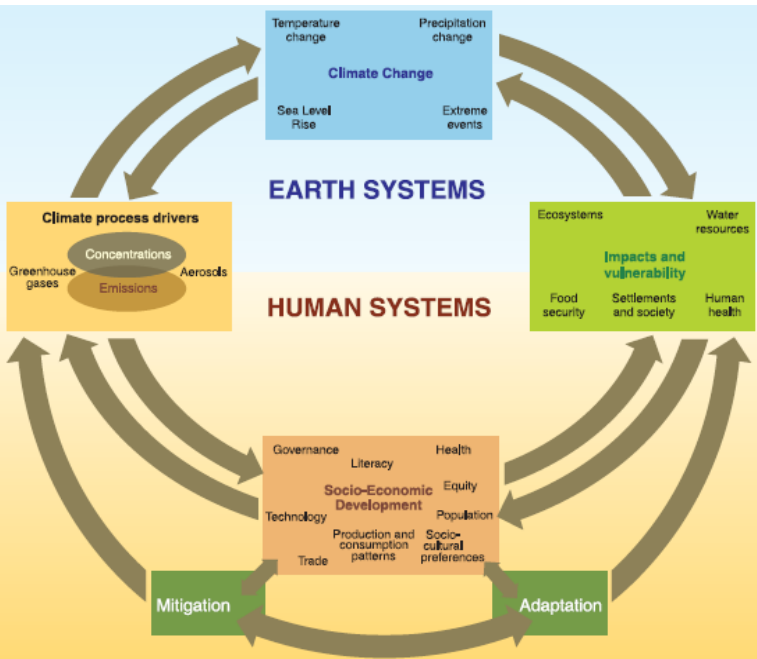 Temperature
change
Precipitation
change
Climate Change
Sea Level
Rise
Extreme
events
EARTH SYSTEMS
Climate process drivers
Concentrations
Greenhouse
gases
Aerosols
Emissions
Ecosystems
Water
resources
Impacts and
vulnerability
Food
security
Settlements
and society
Human
health
HUMAN SYSTEMS
Governance
Literacy
Health
Socio-Economic
Development
Equity
Technology
Population
Production and
consumption
patterns
Socio-
cultural
preferences
Trade
Mitigation
Adaptation